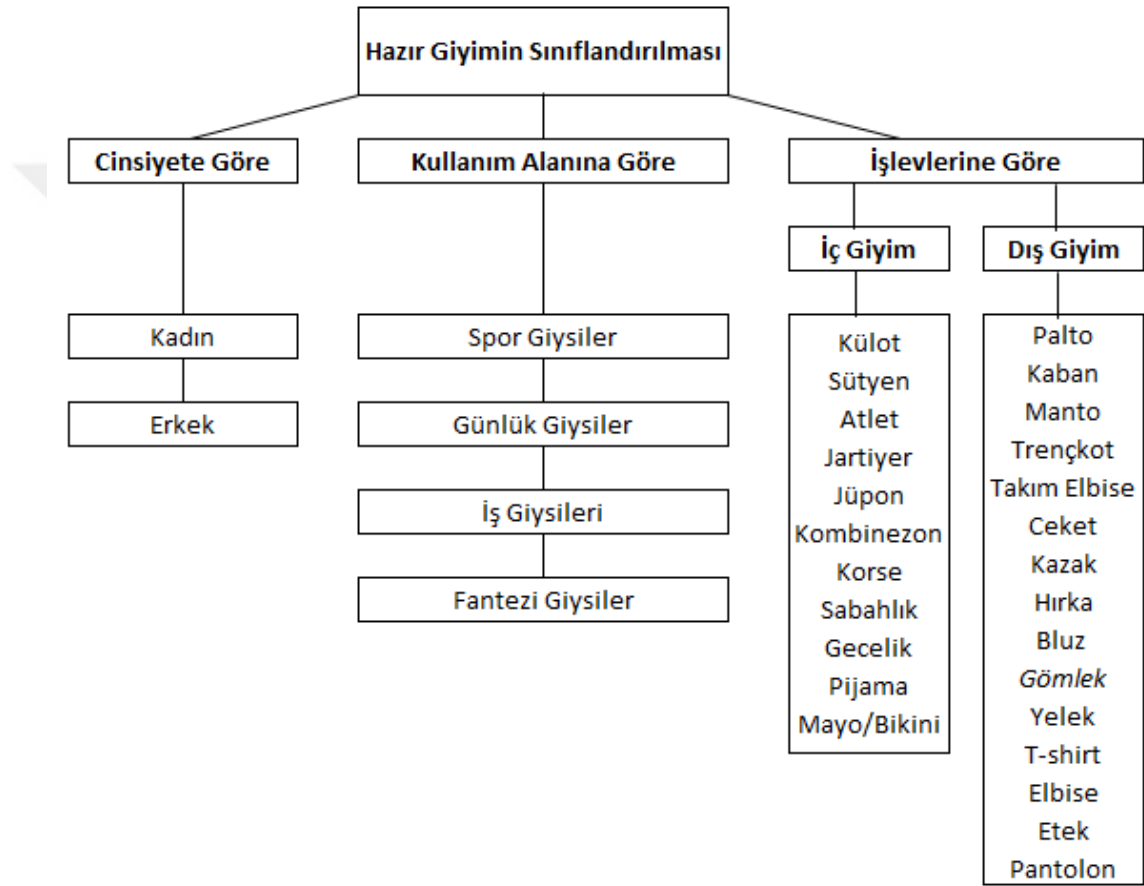 Hazır Giyimin Sınıflandırılması
Cinsiyete Göre
Kadın
Erkek
Kullanım Alanına Göre
Spor Giysiler
Günlük Giysiler
İş Giysileri
Fantezi Giysiler
İşlevlerine Göre
İç Giyim
Külot
Sütyen
Atlet
Jartiyer
Jüpon
Kombinezon
Korse
Sabahlık
Gecelik
Pijama
Mayo/Bikini
Dış Giyim
Palto
Kaban
Manto
Trençkot
Takım Elbise
Ceket
Kazak
Hırka
Bluz
Gömlek
Yelek
T-shirt
Elbise
Etek
Pantolon